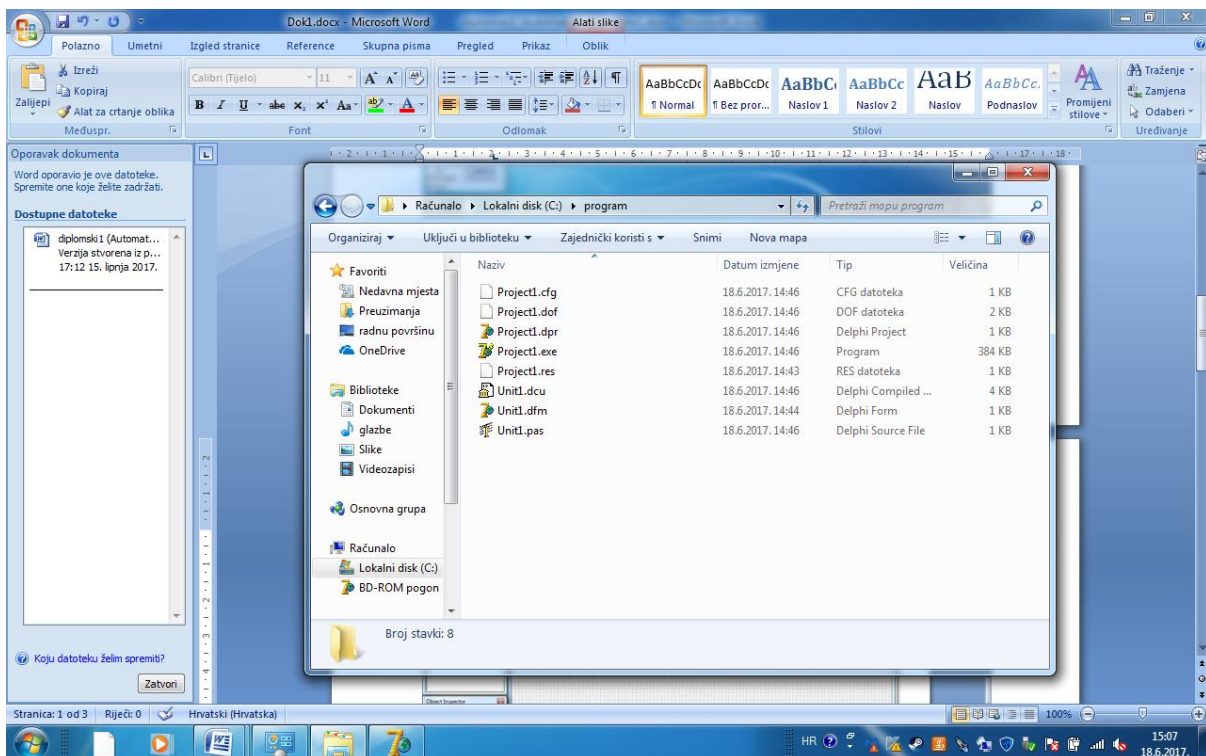 Dok1.docx - Microsoft Word
Alati slike
Polazno Umetni Izgled stranice Reference Skupna pisma Pregled Prikaz Oblik
Zalijepi
Izreži
Kopiraj
Alat za crtanje oblika
Međuspr.
Calibri (Tijelo) 11
Font
Odlomak
AaBbCcDc AaBbCcDc AaBbC AaBbCc AaB AaBbCc.
¶ Normal ¶ Bez pror... Naslov 1 Naslov 2 Naslov Podnaslov
Promijeni stilove
Stilovi
Traženje
Zamjena
Odaberi
Uređivanje
Oporavak dokumenta
Word oporavio je ove datoteke.
Spremite one koje želite zadržati.
Dostupne datoteke
diplomski1 (Automat...
Verzija stvorena iz p...
17:12 15. lipnja 2017.
Koju datoteku želim spremiti?
Zatvori
Računalo Lokalni disk (C:) program
Pretraži mapu program
Organiziraj Uključi u biblioteku Zajednički koristi s Snimi Nova mapa
Favoriti
Nedavna mjesta
Preuzimanja
radnu površinu
OneDrive
Biblioteke
Dokumenti
glazbe
Slike
Videozapisi
Osnovna grupa
Računalo
Lokalni disk (C:)
BD-ROM pogon
Naziv Datum izmjene Tip Veličina
Project1.cfg 18.6.2017. 14:46 CFG datoteka 1 KB
Project1.dof 18.6.2017. 14:46 DOF datoteka 2 KB
Project1.dpr 18.6.2017. 14:46 Delphi Project 1 KB
Project1.exe 18.6.2017. 14:46 Program 384 KB
Project1.res 18.6.2017. 14:43 RES datoteka 1 KB
Unit1.dcu 18.6.2017. 14:46 Delphi Compiled ... 4 KB
Unit1.dfm 18.6.2017. 14:44 Delphi Form 1 KB
Unit1.pas 18.6.2017. 14:46 Delphi Source File 1 KB
Broj stavki: 8
Object Inspector
Stranica: 1 od 3 Riječi: 0 Hrvatski (Hrvatska) 100%
HR
15:07
18.6.2017.